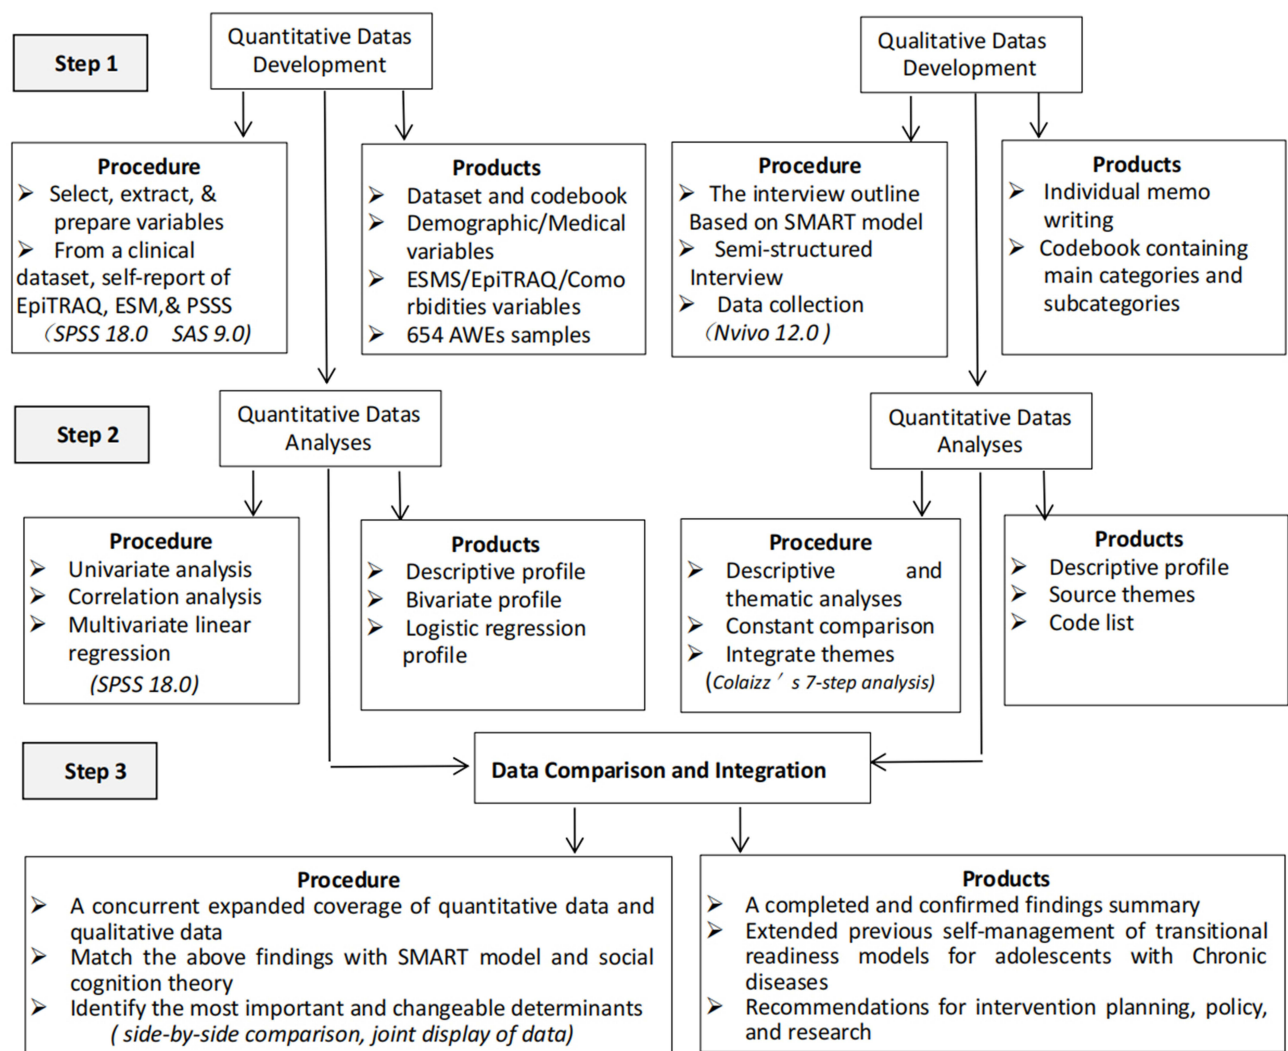 Step 1
Quantitative Datas
Development
Qualitative Datas
Development
Procedure
➢ Select, extract, &
prepare variables
➢ From a clinical
dataset, self-report of
EpiTRAQ, ESM,& PSSS
(SPSS 18.0 SAS 9.0)
Products
➢ Dataset and codebook
➢ Demographic/Medical
variables
➢ ESMS/EpiTRAQ/Como
rbidities variables
➢ 654 AWEs samples
Procedure
➢ The interview outline
Based on SMART model
➢ Semi-structured
Interview
➢ Data collection
(Nvivo 12.0 )
Products
➢ Individual memo
writing
➢ Codebook containing
main categories and
subcategories
Step 2
Quantitative Datas
Analyses
Quantitative Datas
Analyses
Procedure
➢ Univariate analysis
➢ Correlation analysis
➢ Multivariate linear
regression
(SPSS 18.0)
Products
➢ Descriptive profile
➢ Bivariate profile
➢ Logistic regression
profile
Procedure
➢ Descriptive and
thematic analyses
➢ Constant comparison
➢ Integrate themes
(Colaizz ′ s 7-step analysis)
Products
➢ Descriptive profile
➢ Source themes
➢ Code list
Step 3
Data Comparison and Integration
Procedure
➢ A concurrent expanded coverage of quantitative data and
qualitative data
➢ Match the above findings with SMART model and social
cognition theory
➢ Identify the most important and changeable determinants
( side-by-side comparison, joint display of data)
Products
➢ A completed and confirmed findings summary
➢ Extended previous self-management of transitional
readiness models for adolescents with Chronic
diseases
➢ Recommendations for intervention planning, policy,
and research